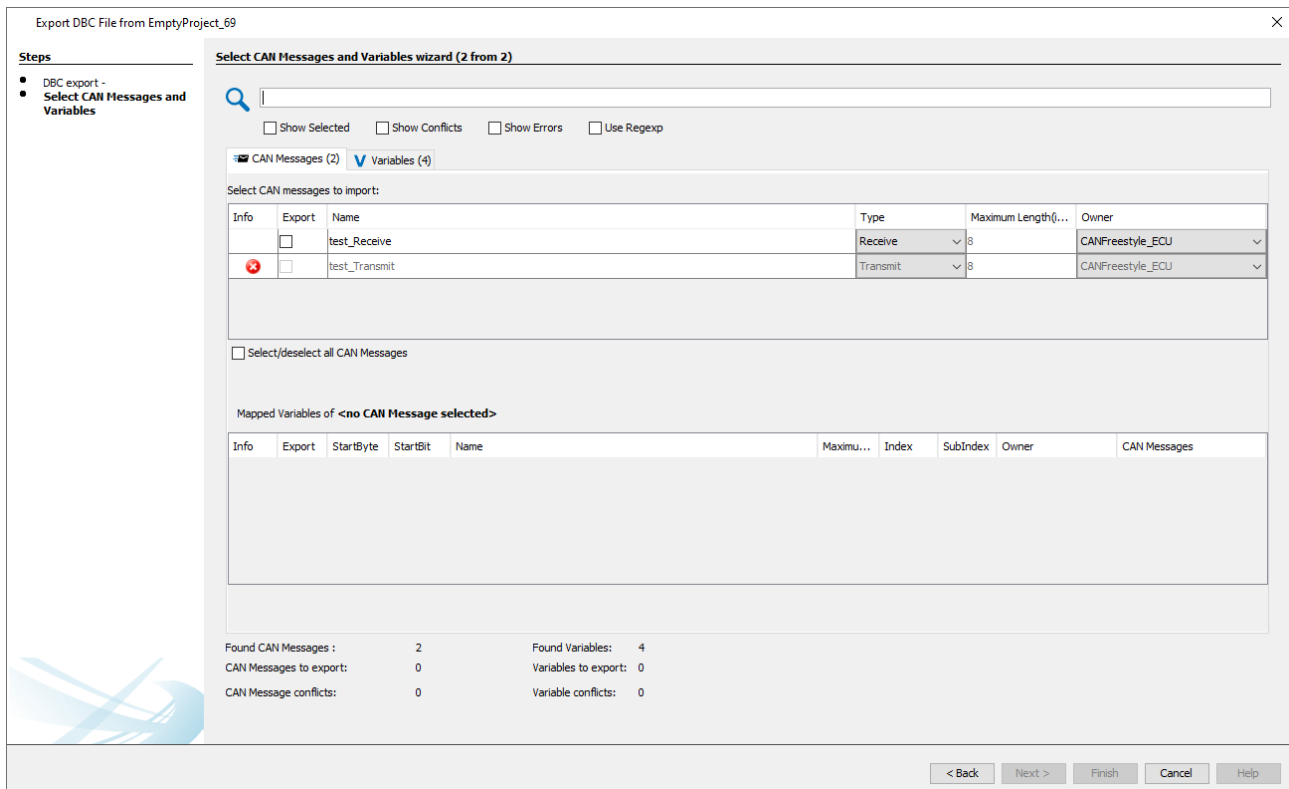 Export DBC File from EmptyProject_69
Steps
DBC export -
Select CAN Messages and
Variables
Select CAN Messages and Variables wizard (2 from 2)
Show Selected Show Conflicts Show Errors Use Regexp
CAN Messages (2) Variables (4)
Select CAN messages to import:
Info Export Name Type Maximum Length(i... Owner
test_Receive Receive 8 CANFreestyle_ECU
test_Transmit Transmit 8 CANFreestyle_ECU
Select/deselect all CAN Messages
Mapped Variables of <no CAN Message selected>
Info Export StartByte StartBit Name Maximu... Index SubIndex Owner CAN Messages
Found CAN Messages : 2 Found Variables: 4
CAN Messages to export: 0 Variables to export: 0
CAN Message conflicts: 0 Variable conflicts: 0
< Back Next > Finish Cancel Help